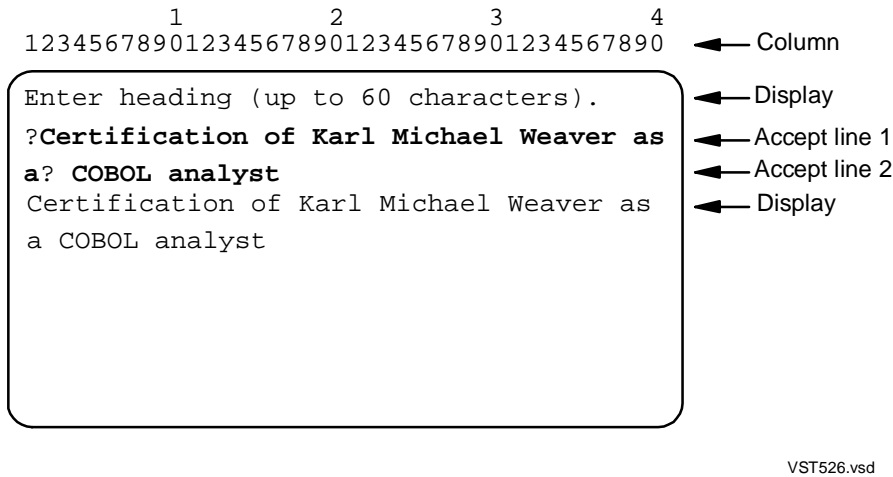 1 2 3 4
1234567890123456789012345678901234567890 Column
Enter heading (up to 60 characters). Display
?Certification of Karl Michael Weaver as Accept line 1
a? COBOL analyst Accept line 2
Certification of Karl Michael Weaver as Display
a COBOL analyst
VST526.vsd